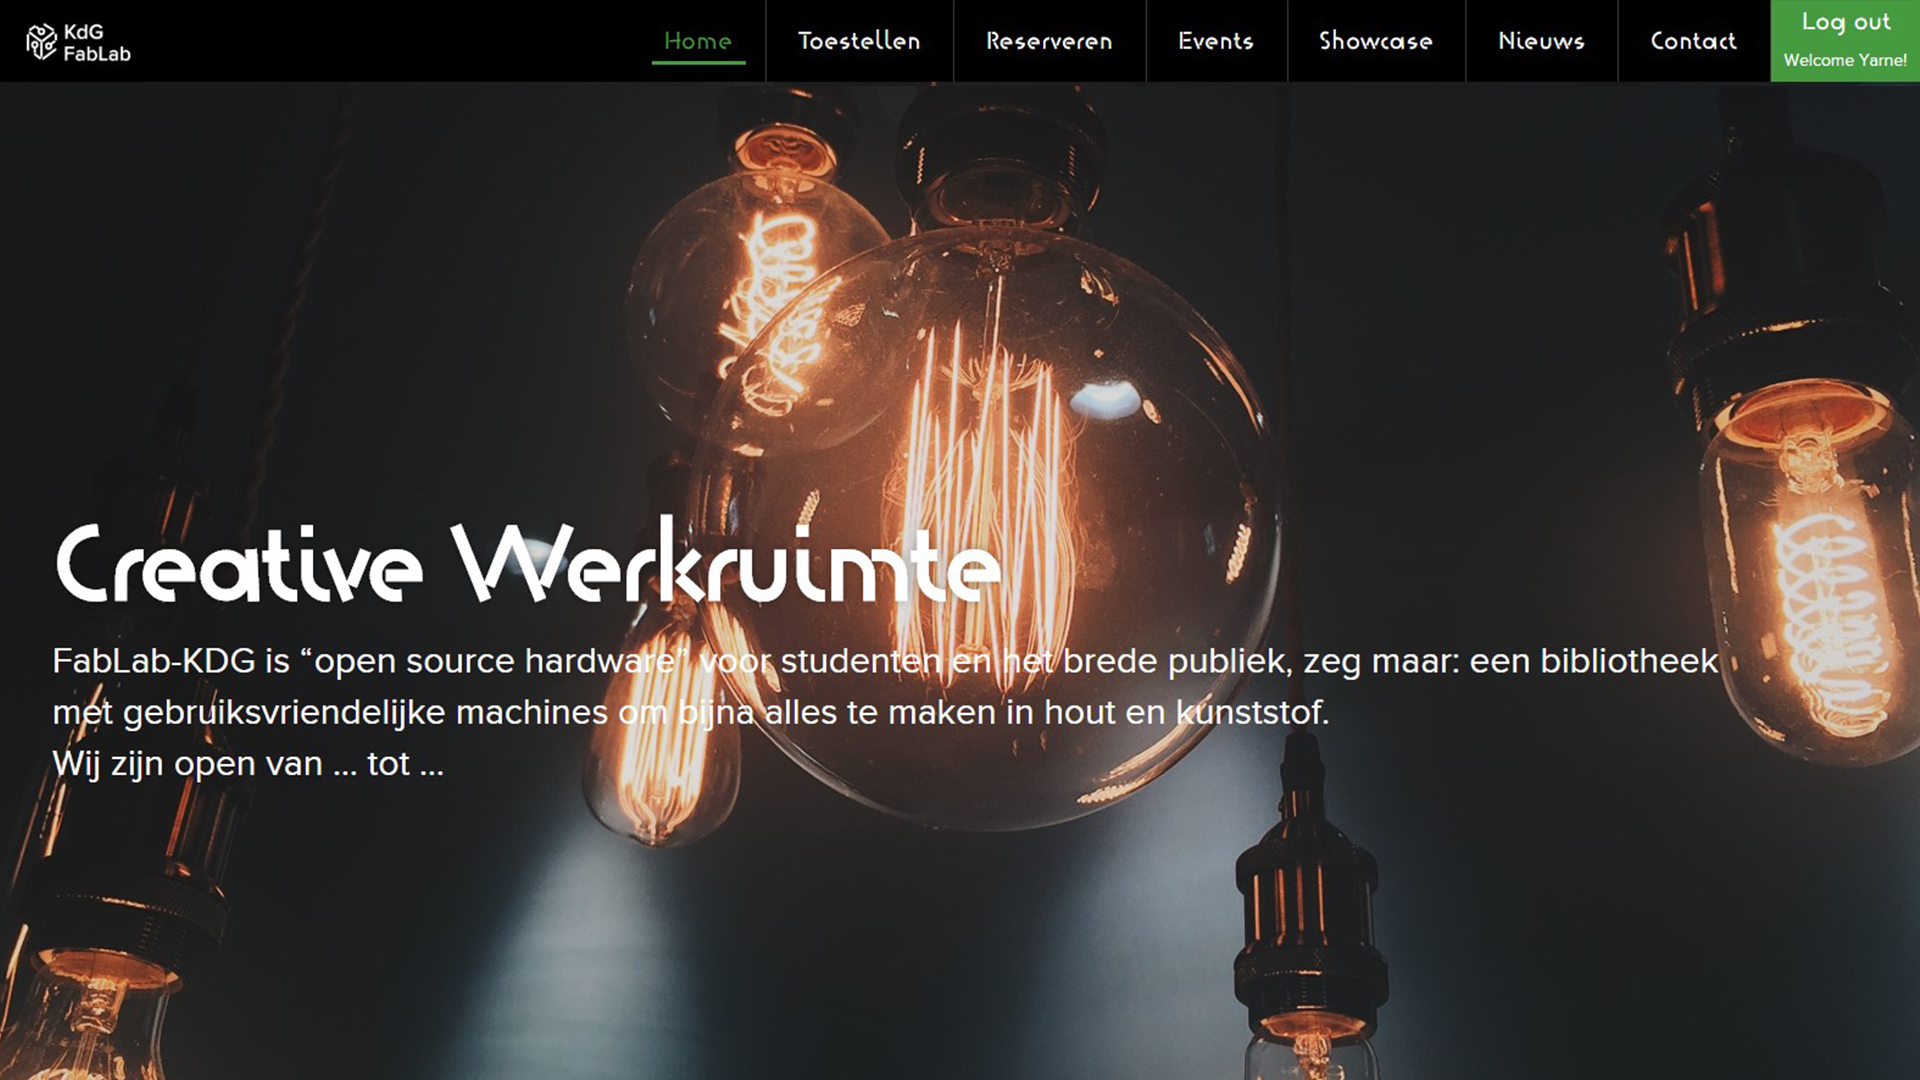 KdG
FabLab
Home
Toestellen
Reserveren
Events
Showcase
Nieuws
Contact
Log out
Welcome Yarne!
Creative Werkruimte
FabLab-KDG is “open source hardware” voor studenten en het brede publiek, zeg maar: een bibliotheek
met gebruiksvriendelijke machines om bijna alles te maken in hout en kunststof.
Wij zijn open van ... tot ...